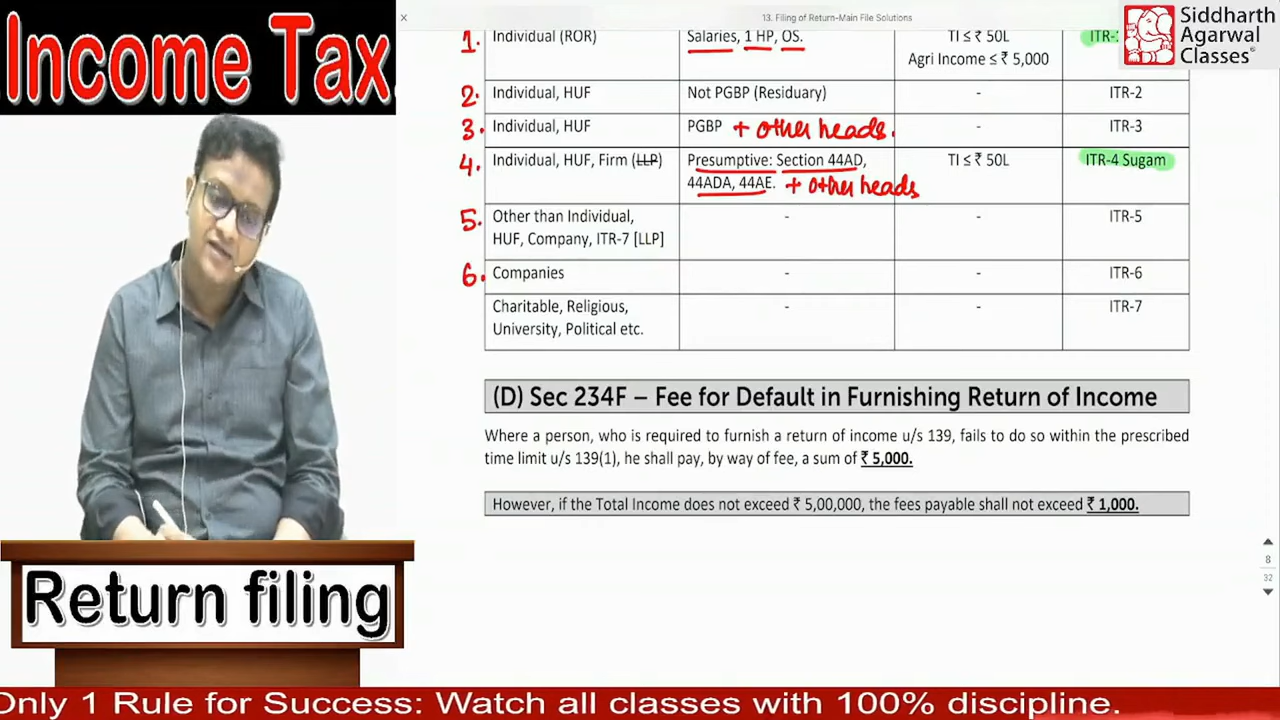 Income Tax
Return filing
×
13. Filing of Return-Main File Solutions
Siddharth
Agarwal
Classes
1. Individual (ROR) Salaries, 1 HP, OS. TI ≤ ₹ 50L
Agri Income ≤ ₹ 5,000
2. Individual, HUF Not PGBP (Residuary) - ITR-2
3. Individual, HUF PGBP + other heads. - ITR-3
4. Individual, HUF, Firm (LLP) Presumptive: Section 44AD, TI ≤ ₹ 50L ITR-4 Sugam
44ADA, 44AE. + other heads
5. Other than Individual, - - ITR-5
HUF, Company, ITR-7 [LLP]
6. Companies - - ITR-6
Charitable, Religious, - - ITR-7
University, Political etc.
(D) Sec 234F – Fee for Default in Furnishing Return of Income
Where a person, who is required to furnish a return of income u/s 139, fails to do so within the prescribed
time limit u/s 139(1), he shall pay, by way of fee, a sum of ₹ 5,000.
However, if the Total Income does not exceed ₹ 5,00,000, the fees payable shall not exceed ₹ 1,000.
8
32
Only 1 Rule for Success: Watch all classes with 100% discipline.